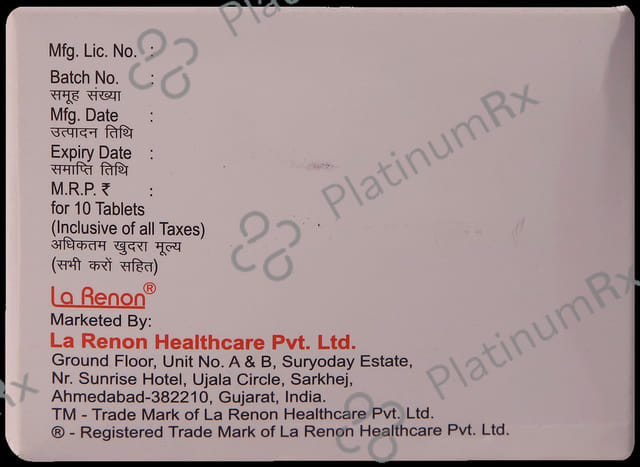 Mfg. Lic. No. :
Batch No. :
समूह संख्या
Mfg. Date :
उत्पादन तिथि
Expiry Date :
समाप्ति तिथि
M.R.P. ₹ :
for 10 Tablets
(Inclusive of all Taxes)
अधिकतम खुदरा मूल्य
(सभी करों सहित)
La Renon®
Marketed By:
La Renon Healthcare Pvt. Ltd.
Ground Floor, Unit No. A & B, Suryoday Estate,
Nr. Sunrise Hotel, Ujala Circle, Sarkhej,
Ahmedabad-382210, Gujarat, India.
TM - Trade Mark of La Renon Healthcare Pvt. Ltd.
® - Registered Trade Mark of La Renon Healthcare Pvt. Ltd.
PlatinumRx
PlatinumRx